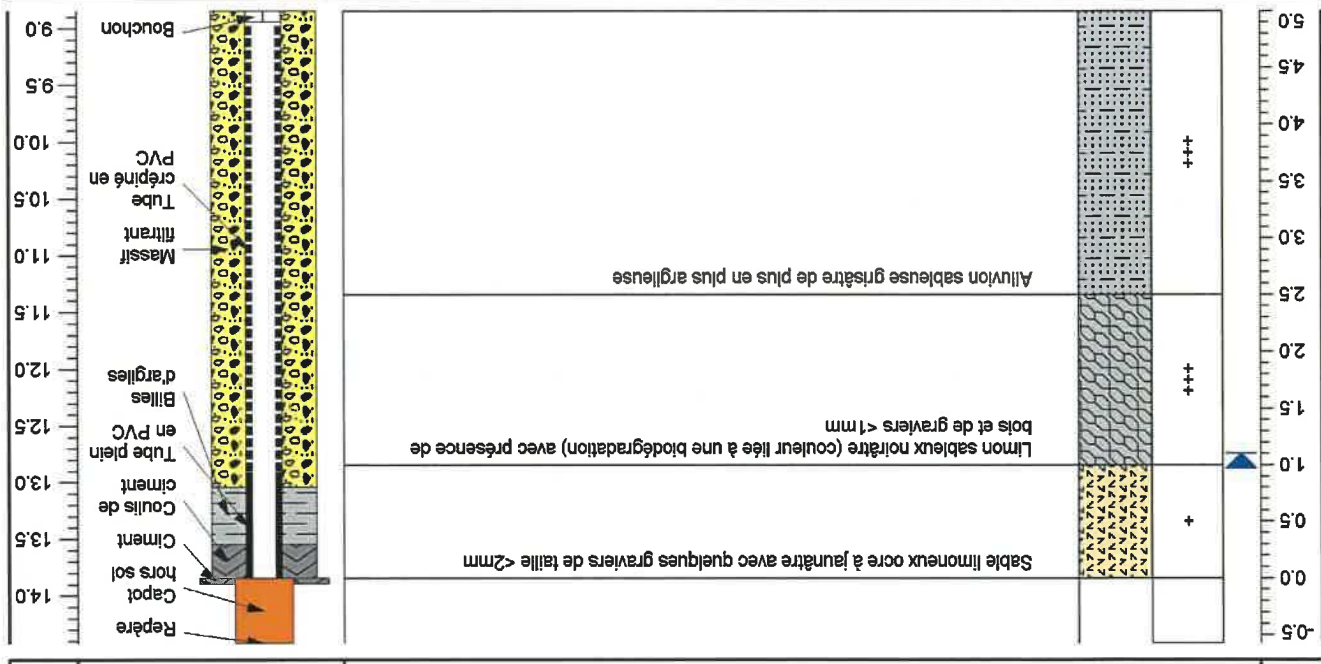 -0.5
0.0
0.5
1.0
1.5
2.0
2.5
3.0
3.5
4.0
4.5
5.0
+
+++
+++
Sable limoneux ocre à jaunâtre avec quelques graviers de taille <2mm
Limon sableux noirâtre (couleur liée à une biodégradation) avec présence de
bois et de graviers <1mm
Alluvion sableuse grisâtre de plus en plus argileuse
Repère
Capot
hors sol
Ciment
Coulis de
ciment
Tube plein
en PVC
Billes
d'argiles
Massif
filtrant
Tube
crépiné en
PVC
Bouchon
14.0
13.5
13.0
12.5
12.0
11.5
11.0
10.5
10.0
9.5
9.0